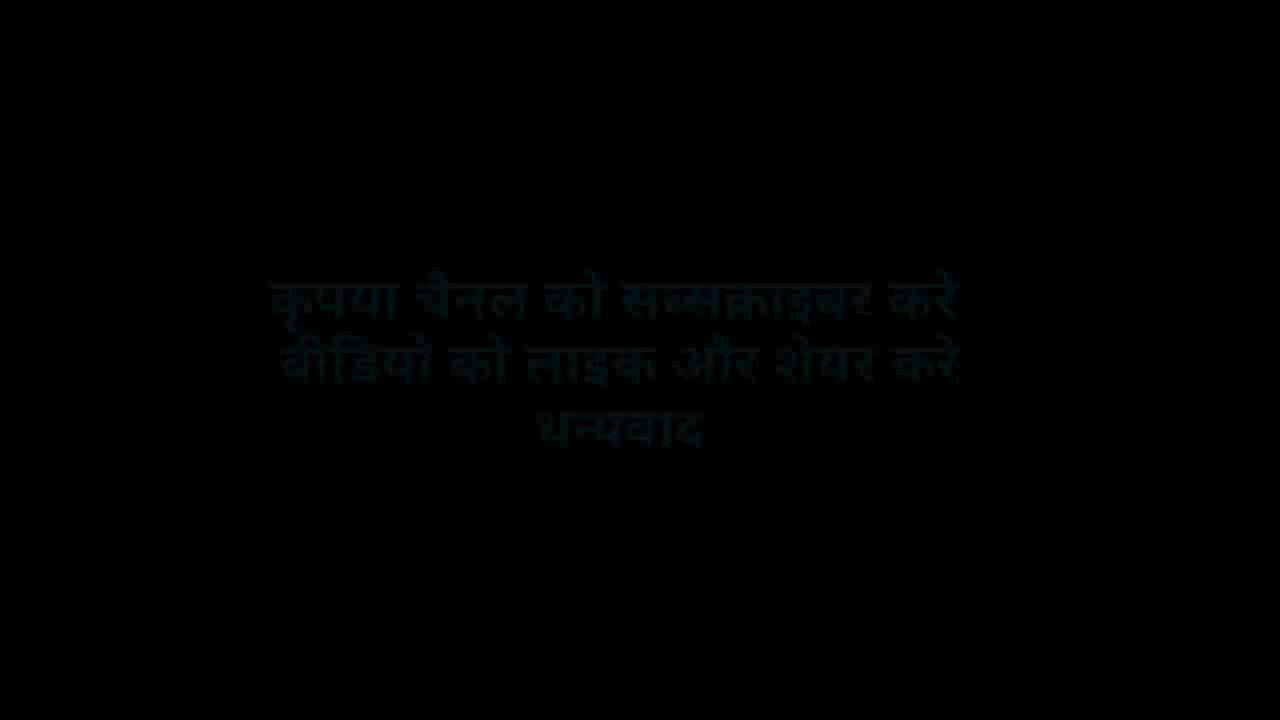 कृपया चैनल को सब्सक्राइबर करे
वीडियो को लाइक और शेयर करे
धन्यवाद